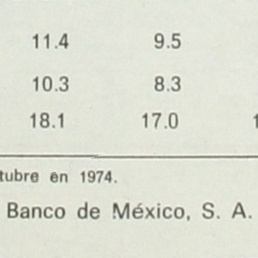 11.4 9.5
10.3 8.3
18.1 17.0 1
tubre en 1974.
Banco de México, S. A.